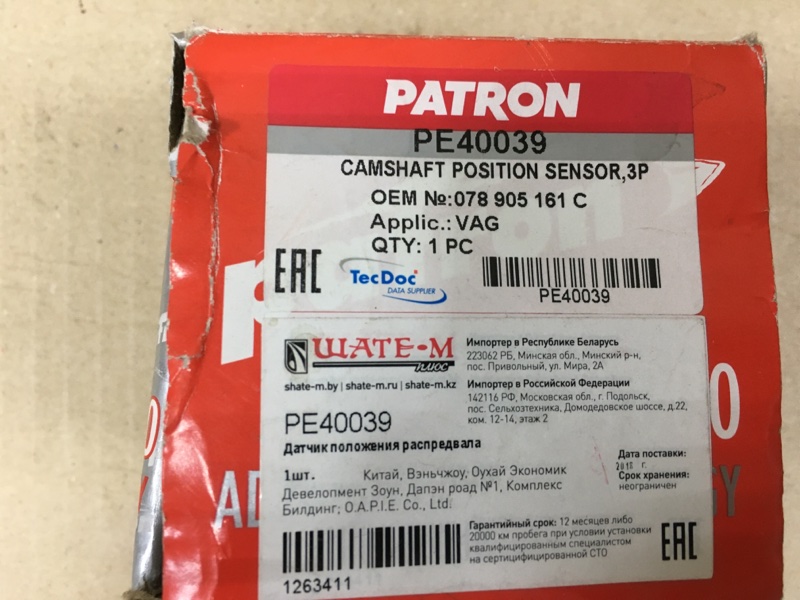 PATRON
PE40039
CAMSHAFT POSITION SENSOR,3P
OEM №:078 905 161 C
Applic.: VAG
QTY: 1 PC
EAC
TecDoc
DATA SUPPLIER
PE40039
ШАТЕ-М
плюс
shate-m.by | shate-m.ru | shate-m.kz
Импортер в Республике Беларусь
223062 РБ, Минская обл., Минский р-н,
пос. Привольный, ул. Мира, 2А
Импортер в Российской Федерации
142116 РФ, Московская обл., г. Подольск,
пос. Сельхозтехника, Домодедовское шоссе, д.22,
ком. 12-14, этаж 2
PE40039
Датчик положения распредвала
1шт. Китай, Вэньчжоу, Оухай Экономик
Девелопмент Зоун, Дапэн роад №1, Комплекс
Билдинг; O.A.P.I.E. Co., Ltd
Дата поставки:
2018 г.
Срок хранения:
неограничен
Гарантийный срок: 12 месяцев либо
20000 км пробега при условии установки
квалифицированным специалистом
на сертифицированной СТО
EAC
1263411